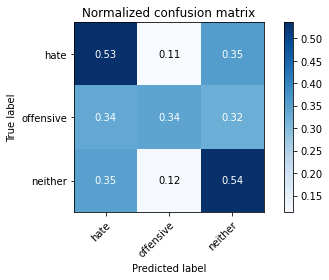 Normalized confusion matrix
True label
hate 0.53 0.11 0.35
offensive 0.34 0.34 0.32
neither 0.35 0.12 0.54
hate offensive neither
Predicted label
0.50
0.45
0.40
0.35
0.30
0.25
0.20
0.15